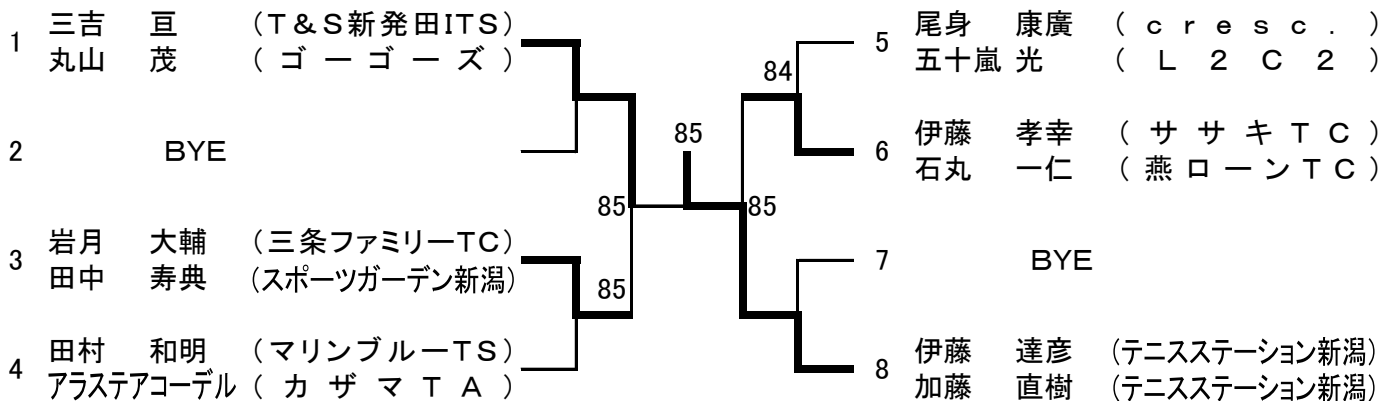 1 三吉 亘 (T&S新発田ITS)
丸山 茂 (ゴーゴーズ)
2 BYE
3 岩月 大輔 (三条ファミリーTC)
田中 寿典 (スポーツガーデン新潟)
4 田村 和明 (マリンブルーTS)
アラステアコーデル (カザマTA)
85
85
85
84
85
5 尾身 康廣 (cresc.)
五十嵐 光 (L2C2)
6 伊藤 孝幸 (ササキTC)
石丸 一仁 (燕ローンTC)
7 BYE
8 伊藤 達彦 (テニスステーション新潟)
加藤 直樹 (テニスステーション新潟)